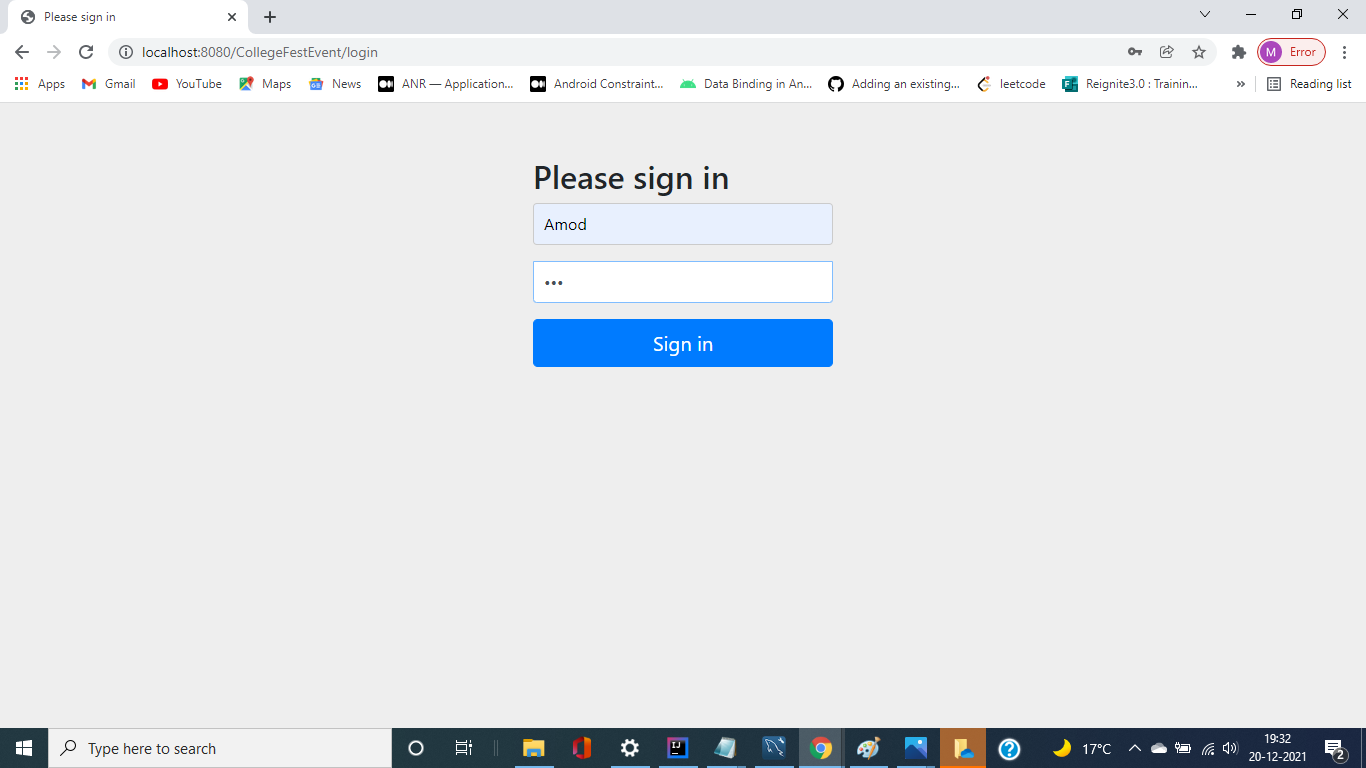 Please sign in
localhost:8080/CollegeFestEvent/login
M Error
Apps Gmail YouTube Maps News ANR — Application... Android Constraint... Data Binding in An... Adding an existing... leetcode Reignite3.0 : Trainin... » Reading list
Please sign in
Amod
•••
Sign in
Type here to search
17°C
19:32
20-12-2021
2